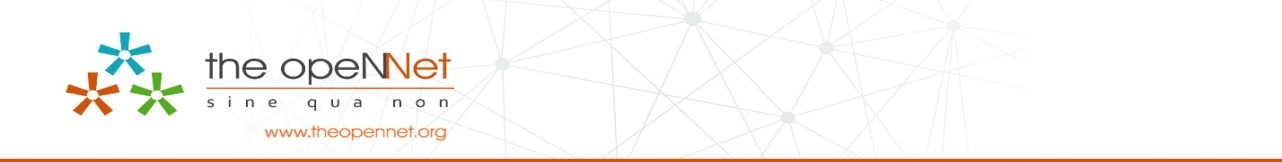 the opeNNet
sine qua non
www.theopennet.org